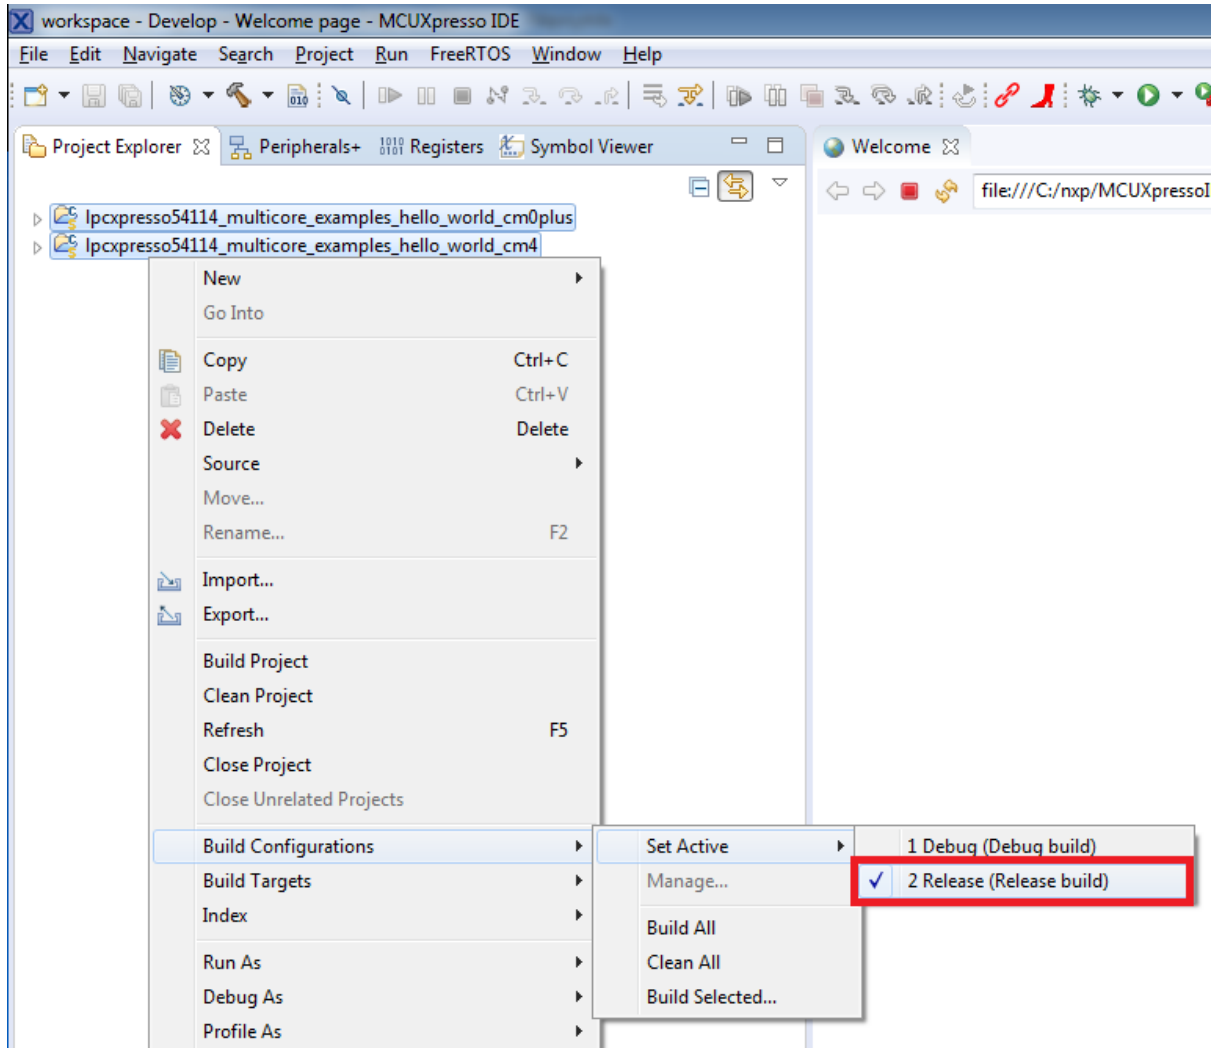 workspace - Develop - Welcome page - MCUXpresso IDE
File Edit Navigate Search Project Run FreeRTOS Window Help
Project Explorer Peripherals+ Registers Symbol Viewer Welcome
file:///C:/nxp/MCUXpressoI
lpcxpresso54114_multicore_examples_hello_world_cm0plus
lpcxpresso54114_multicore_examples_hello_world_cm4
New
Go Into
Copy Ctrl+C
Paste Ctrl+V
Delete Delete
Source
Move...
Rename... F2
Import...
Export...
Build Project
Clean Project
Refresh F5
Close Project
Close Unrelated Projects
Build Configurations Set Active 1 Debug (Debug build)
Build Targets Manage... 2 Release (Release build)
Index
Build All
Run As Clean All
Debug As Build Selected...
Profile As